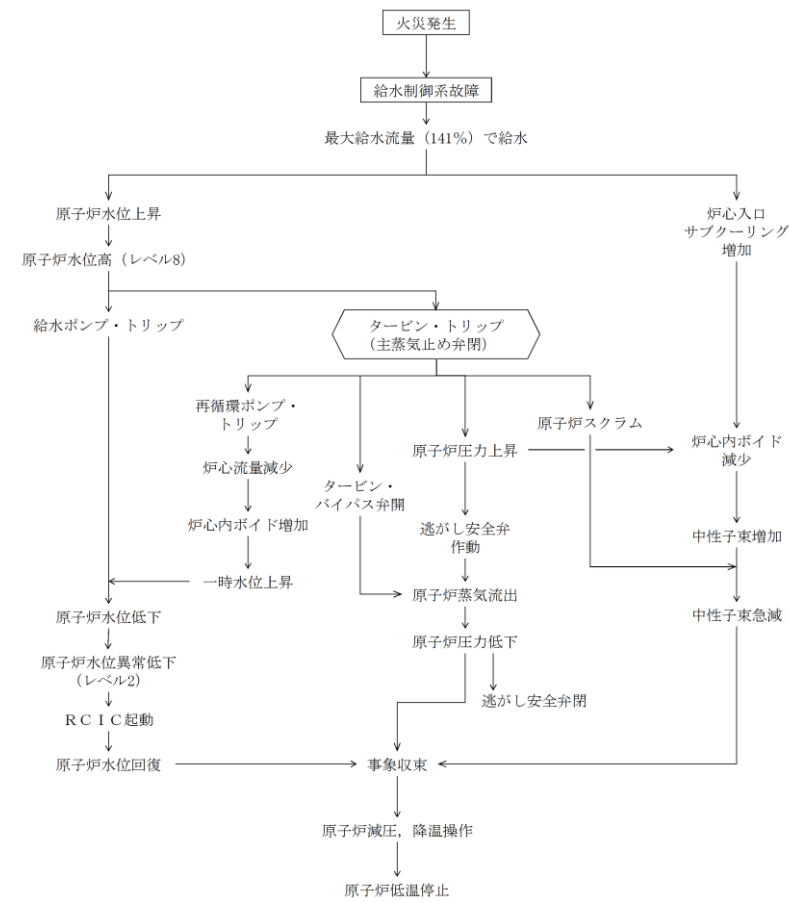 火災発生
給水制御系故障
最大給水流量（141%）で給水
原子炉水位上昇
原子炉水位高（レベル8）
給水ポンプ・トリップ
タービン・トリップ
（主蒸気止め弁閉）
炉心入口
サブクーリング
増加
再循環ポンプ・
トリップ
炉心流量減少
炉心内ボイド増加
一時水位上昇
タービン・
バイパス弁開
原子炉圧力上昇
逃がし安全弁
作動
原子炉蒸気流出
原子炉圧力低下
逃がし安全弁閉
原子炉スクラム
炉心内ボイド
減少
中性子束増加
中性子束急減
原子炉水位低下
原子炉水位異常低下
（レベル2）
ＲＣＩＣ起動
原子炉水位回復
事象収束
原子炉減圧，降温操作
原子炉低温停止